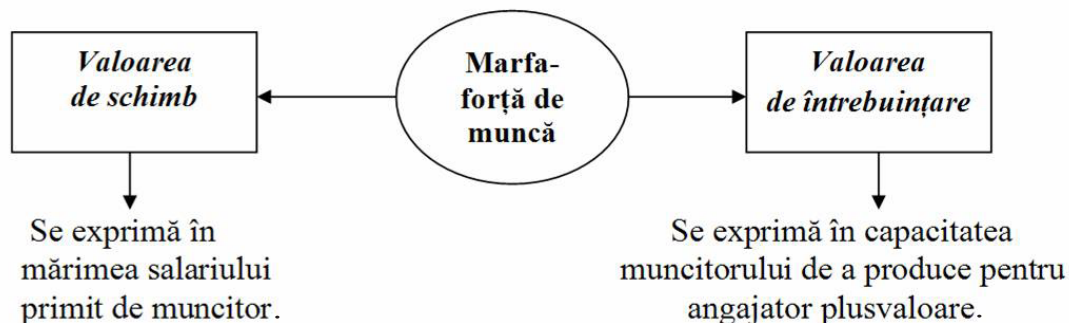 Valoarea
de schimb
Marfa-
forță de
muncă
Valoarea
de întrebuințare
Se exprimă în
mărimea salariului
primit de muncitor.
Se exprimă în capacitatea
muncitorului de a produce pentru
angajator plusvaloare.